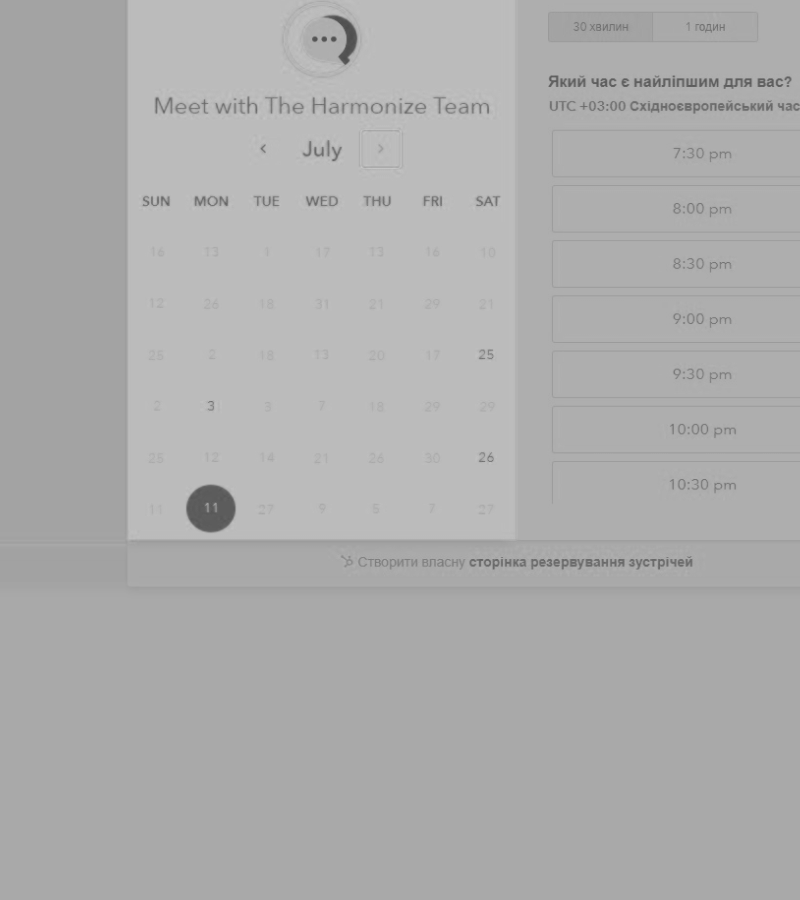 Meet with The Harmonize Team
July
SUN MON TUE WED THU FRI SAT
16 13 1 17 13 16 10
12 26 18 31 21 29 21
25 2 18 13 20 17 25
2 3 3 7 18 29 29
25 12 14 21 26 30 26
11 11 27 9 5 7 27
30 хвилин 1 годин
Який час є найліпшим для вас?
UTC +03:00 Східноєвропейський час
7:30 pm
8:00 pm
8:30 pm
9:00 pm
9:30 pm
10:00 pm
10:30 pm
Створити власну сторінка резервування зустрічей